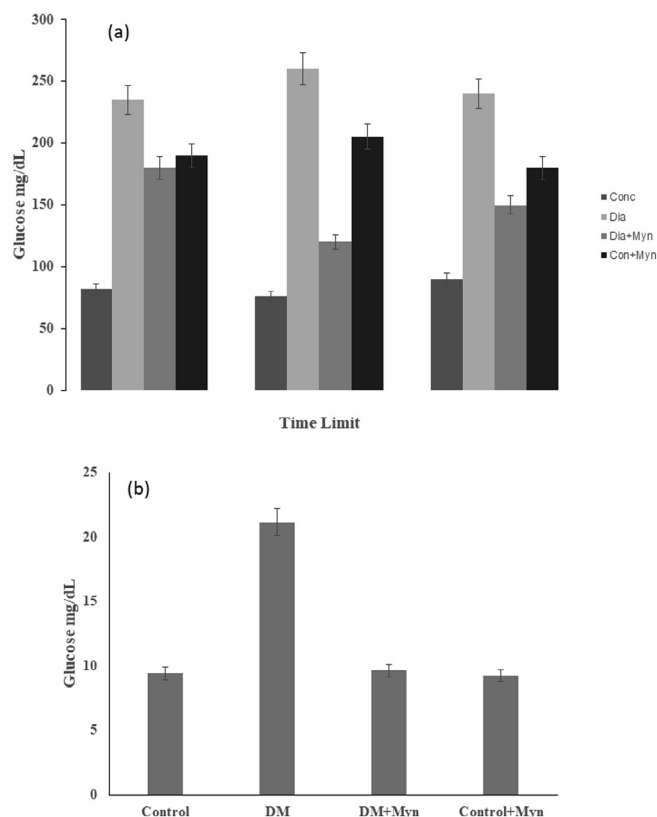 (a)
300
250
200
150
100
50
0
Glucose mg/dL
Time Limit
Conc
Dia
Dia+Myn
Con+Myn
(b)
25
20
15
10
5
0
Glucose mg/dL
Control DM DM+Myn Control+Myn